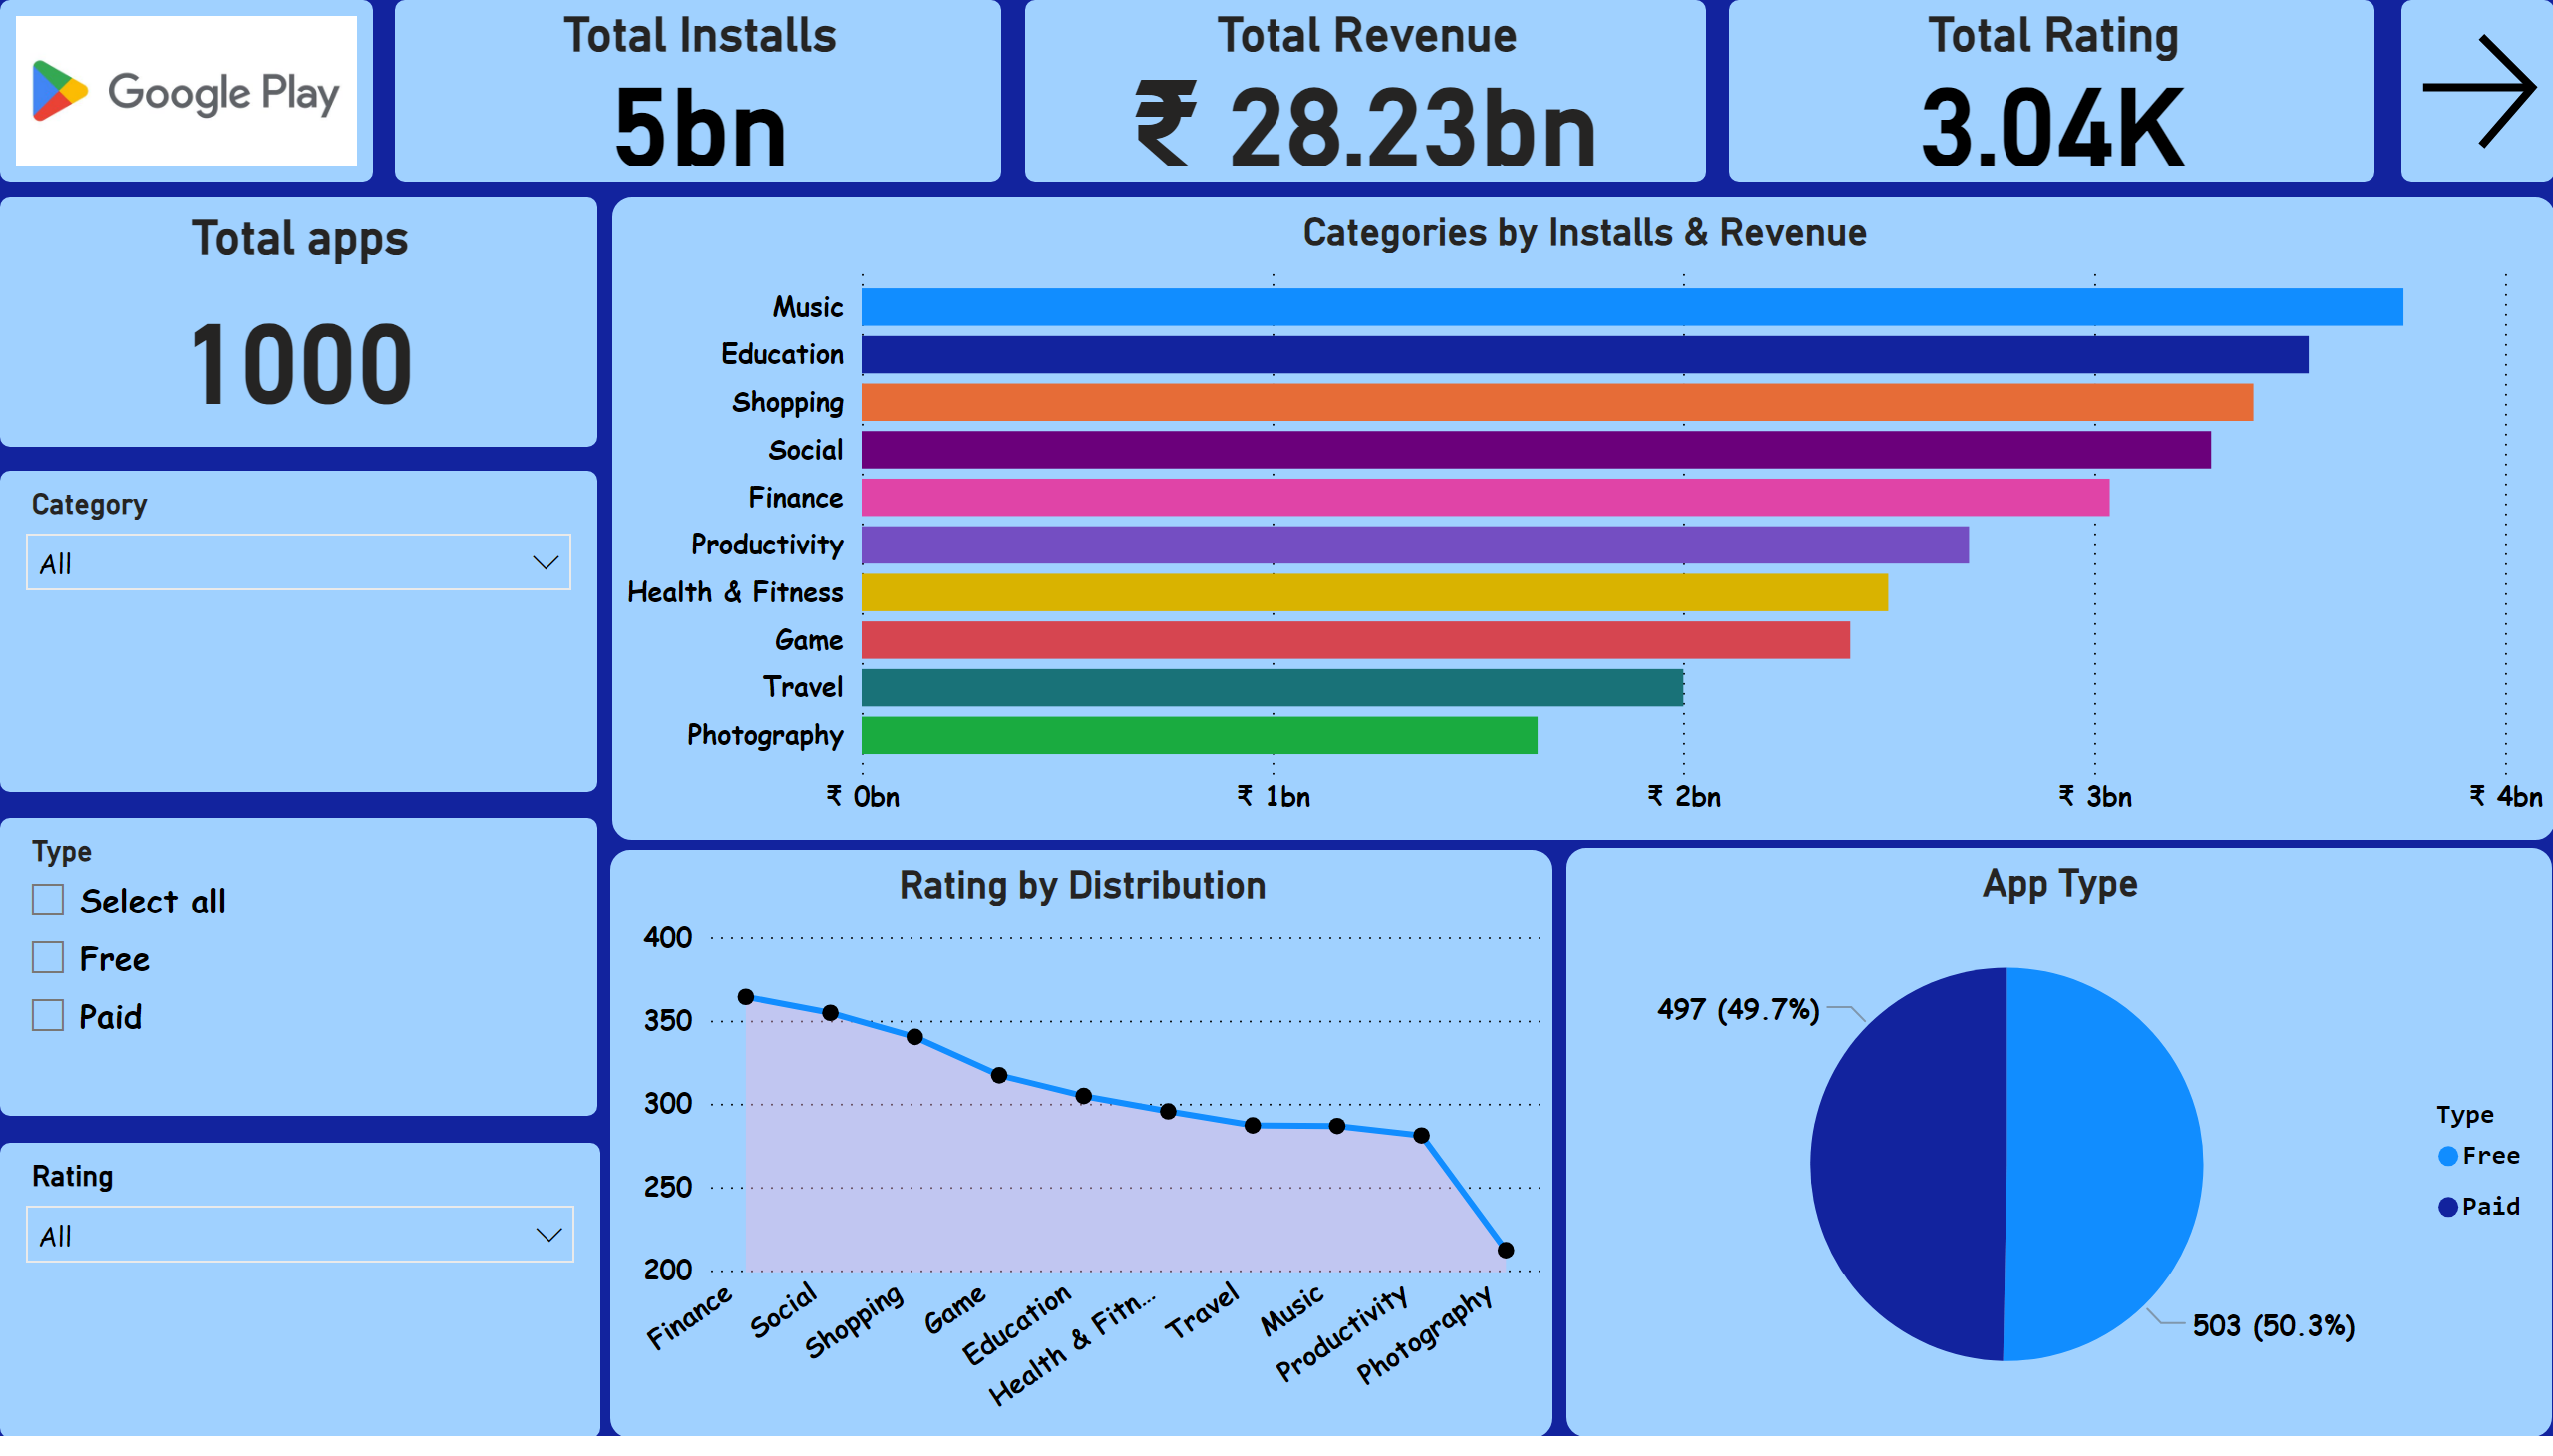 Google Play
Total Installs
5bn
Total Revenue
₹ 28.23bn
Total Rating
3.04K
Total apps
1000
Category
All
Type
Select all
Free
Paid
Rating
All
Categories by Installs & Revenue
Music
Education
Shopping
Social
Finance
Productivity
Health & Fitness
Game
Travel
Photography
₹ 0bn
₹ 1bn
₹ 2bn
₹ 3bn
₹ 4bn
Rating by Distribution
400
350
300
250
200
Finance
Social
Shopping
Game
Education
Health & Fitn...
Travel
Music
Productivity
Photography
App Type
497 (49.7%)
503 (50.3%)
Type
Free
Paid